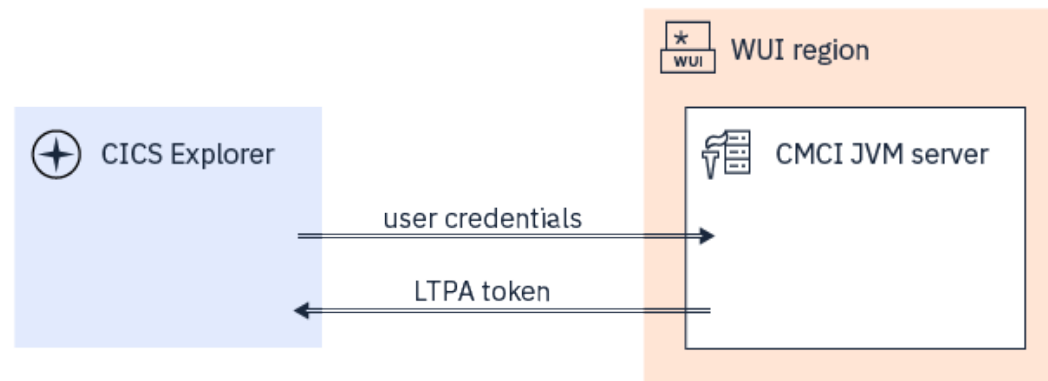 WUI
WUI region
CICS Explorer
CMCI JVM server
user credentials
LTPA token